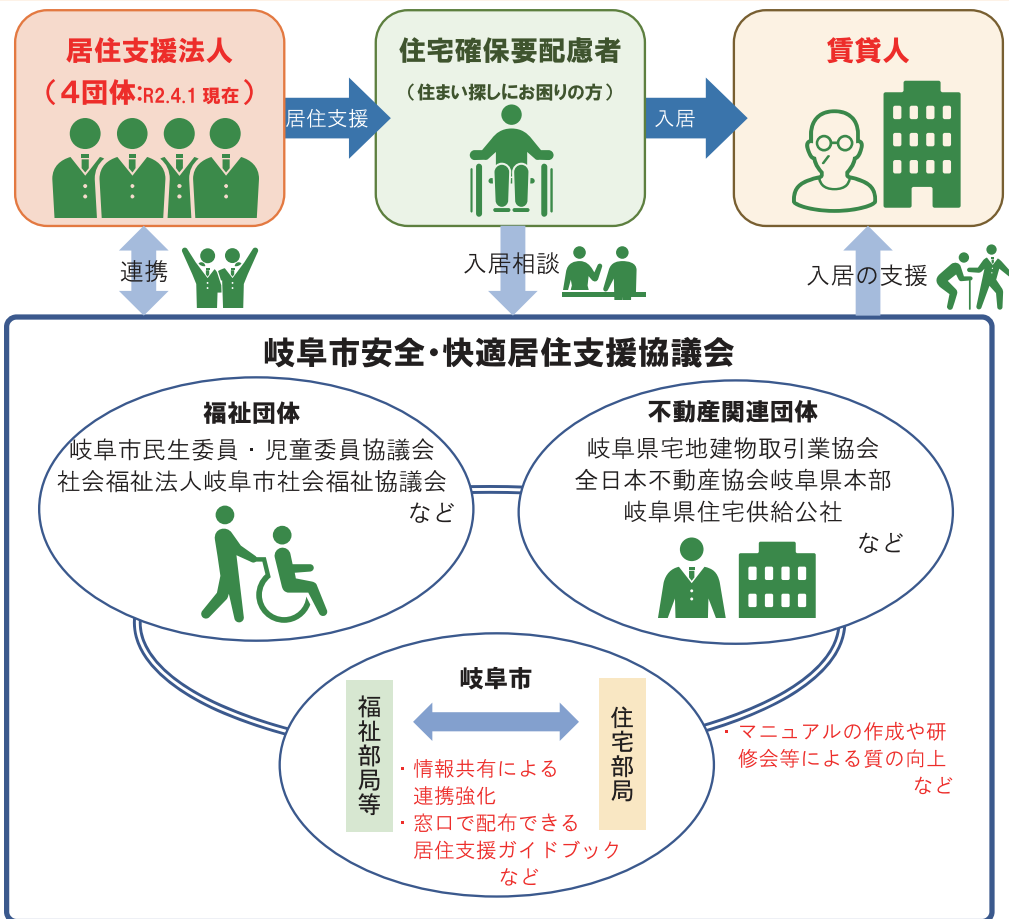 居住支援法人
（4団体:R2.4.1 現在）
居住支援
住宅確保要配慮者
（住まい探しにお困りの方）
入居
賃貸人
連携
入居相談
入居の支援
岐阜市安全・快適居住支援協議会
福祉団体
岐阜市民生委員・児童委員協議会
社会福祉法人岐阜市社会福祉協議会
など
不動産関連団体
岐阜県宅地建物取引業協会
全日本不動産協会岐阜県本部
岐阜県住宅供給公社
など
岐阜市
福祉部局等
住宅部局
・情報共有による
連携強化
・窓口で配布できる
居住支援ガイドブック
など
・マニュアルの作成や研
修会等による質の向上
など